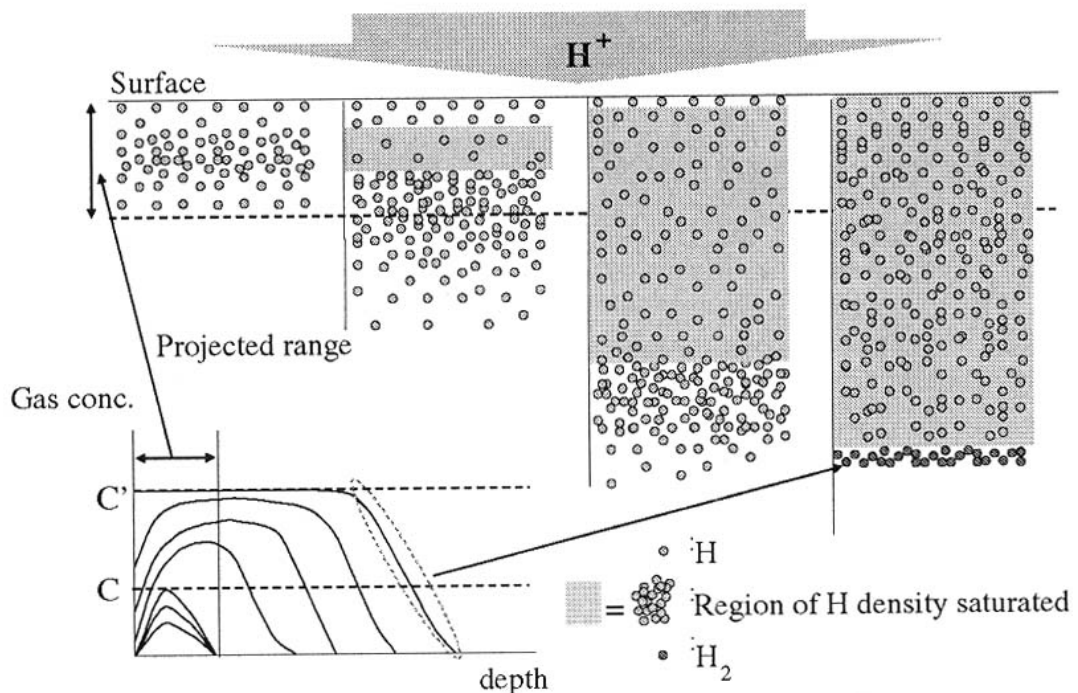 H+
Surface
Projected range
Gas conc.
C'
C
depth
:H
= :Region of H density saturated
:H2